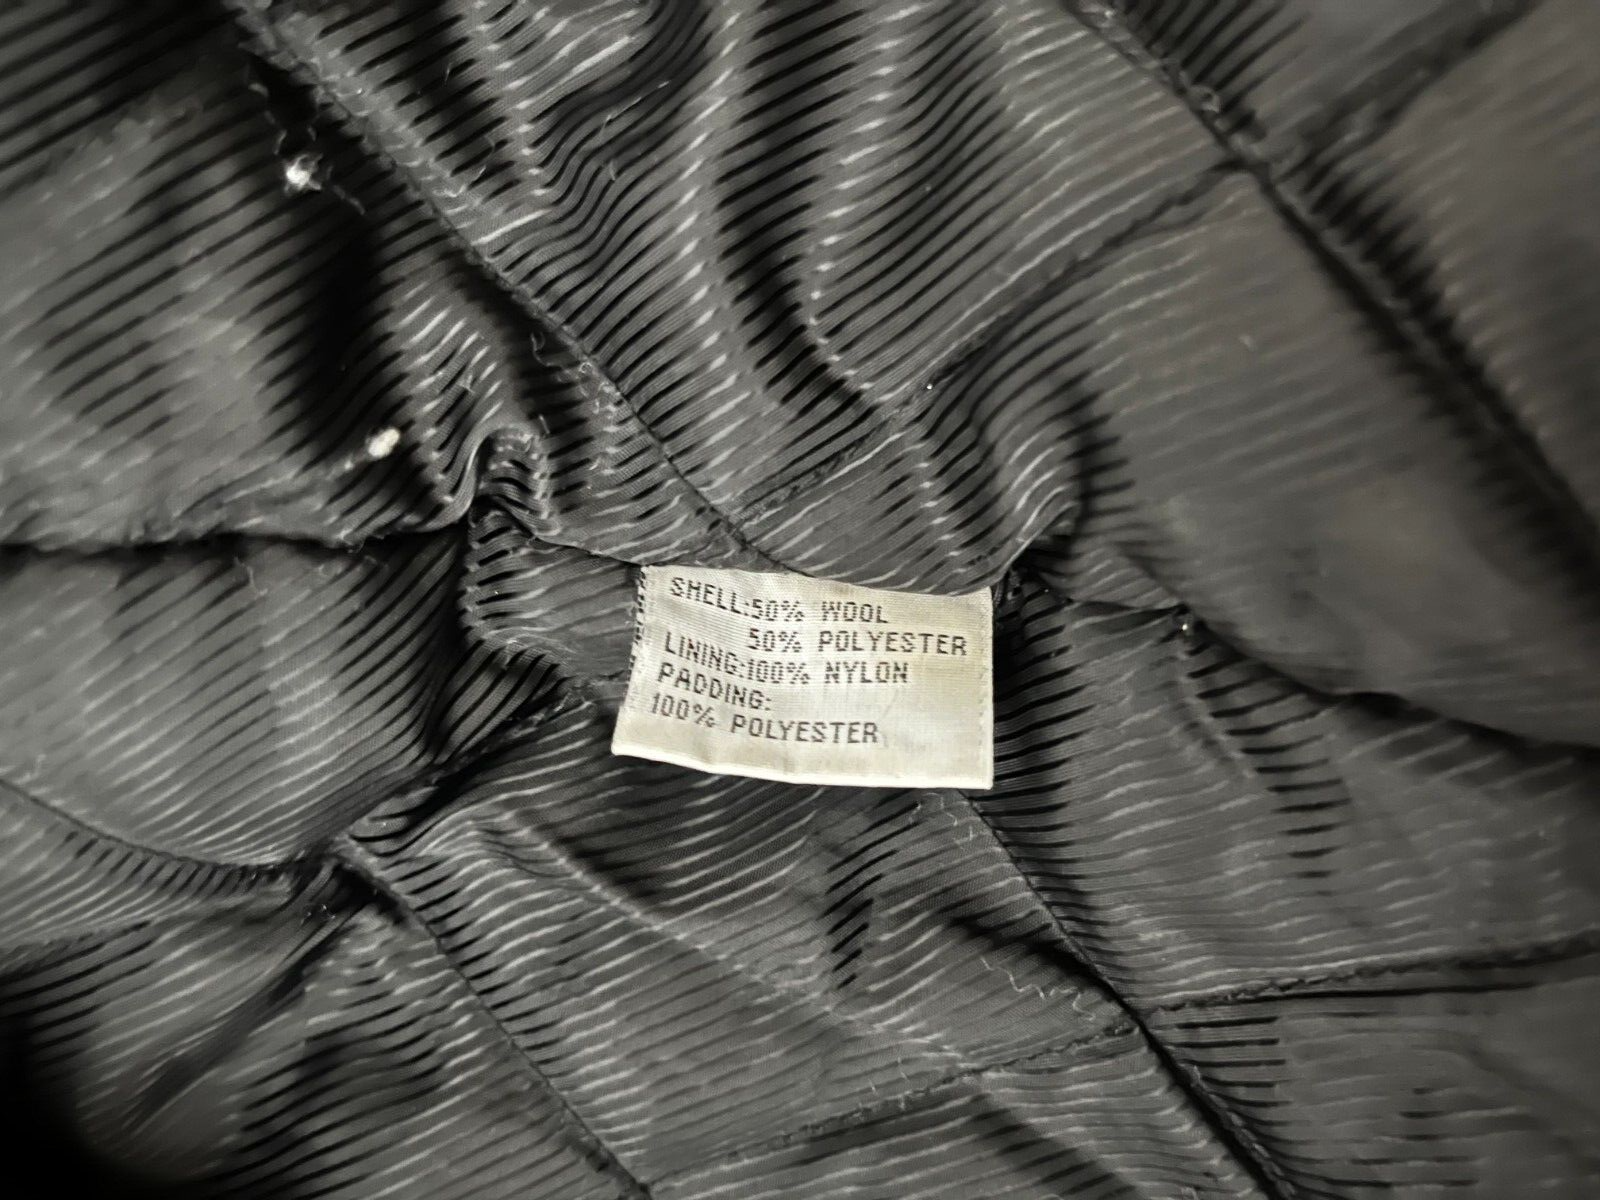 SHELL:50% WOOL
50% POLYESTER
LINING:100% NYLON
PADDING:
100% POLYESTER